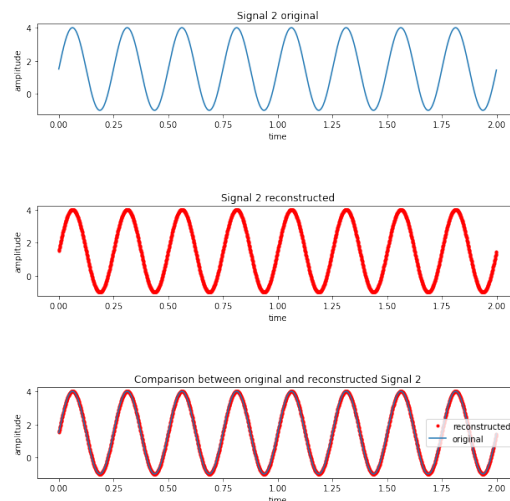 Signal 2 original
4
2
0
amplitude
0.00 0.25 0.50 0.75 1.00 1.25 1.50 1.75 2.00
time
Signal 2 reconstructed
4
2
0
amplitude
0.00 0.25 0.50 0.75 1.00 1.25 1.50 1.75 2.00
time
Comparison between original and reconstructed Signal 2
4
2
0
amplitude
reconstructed
original
0.00 0.25 0.50 0.75 1.00 1.25 1.50 1.75 2.00
time